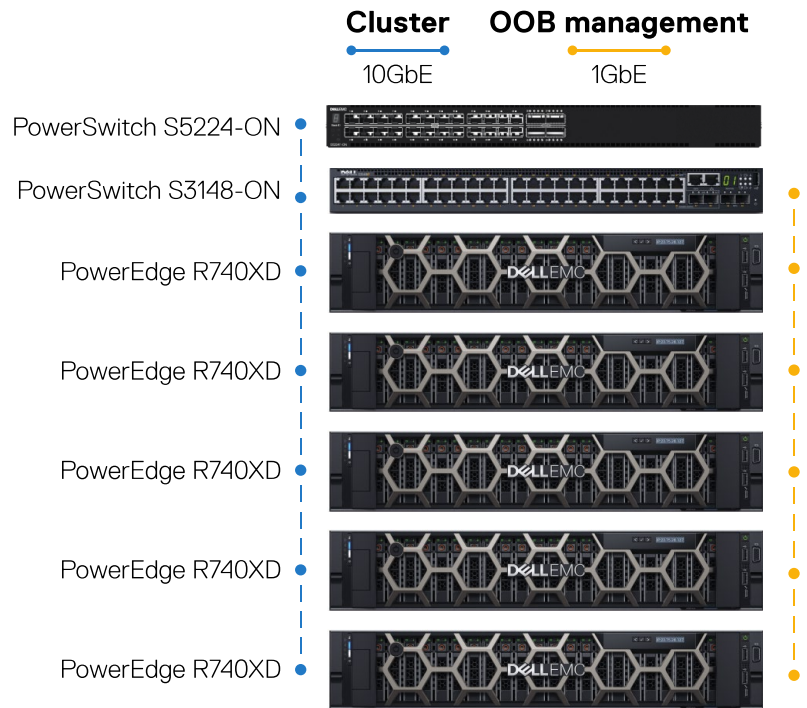 Cluster OOB management
10GbE 1GbE
PowerSwitch S5224-ON
PowerSwitch S3148-ON
DELL
PowerEdge R740XD
DELLEMC
PowerEdge R740XD
DELLEMC
PowerEdge R740XD
DELLEMC
PowerEdge R740XD
DELLEMC
PowerEdge R740XD
DELLEMC